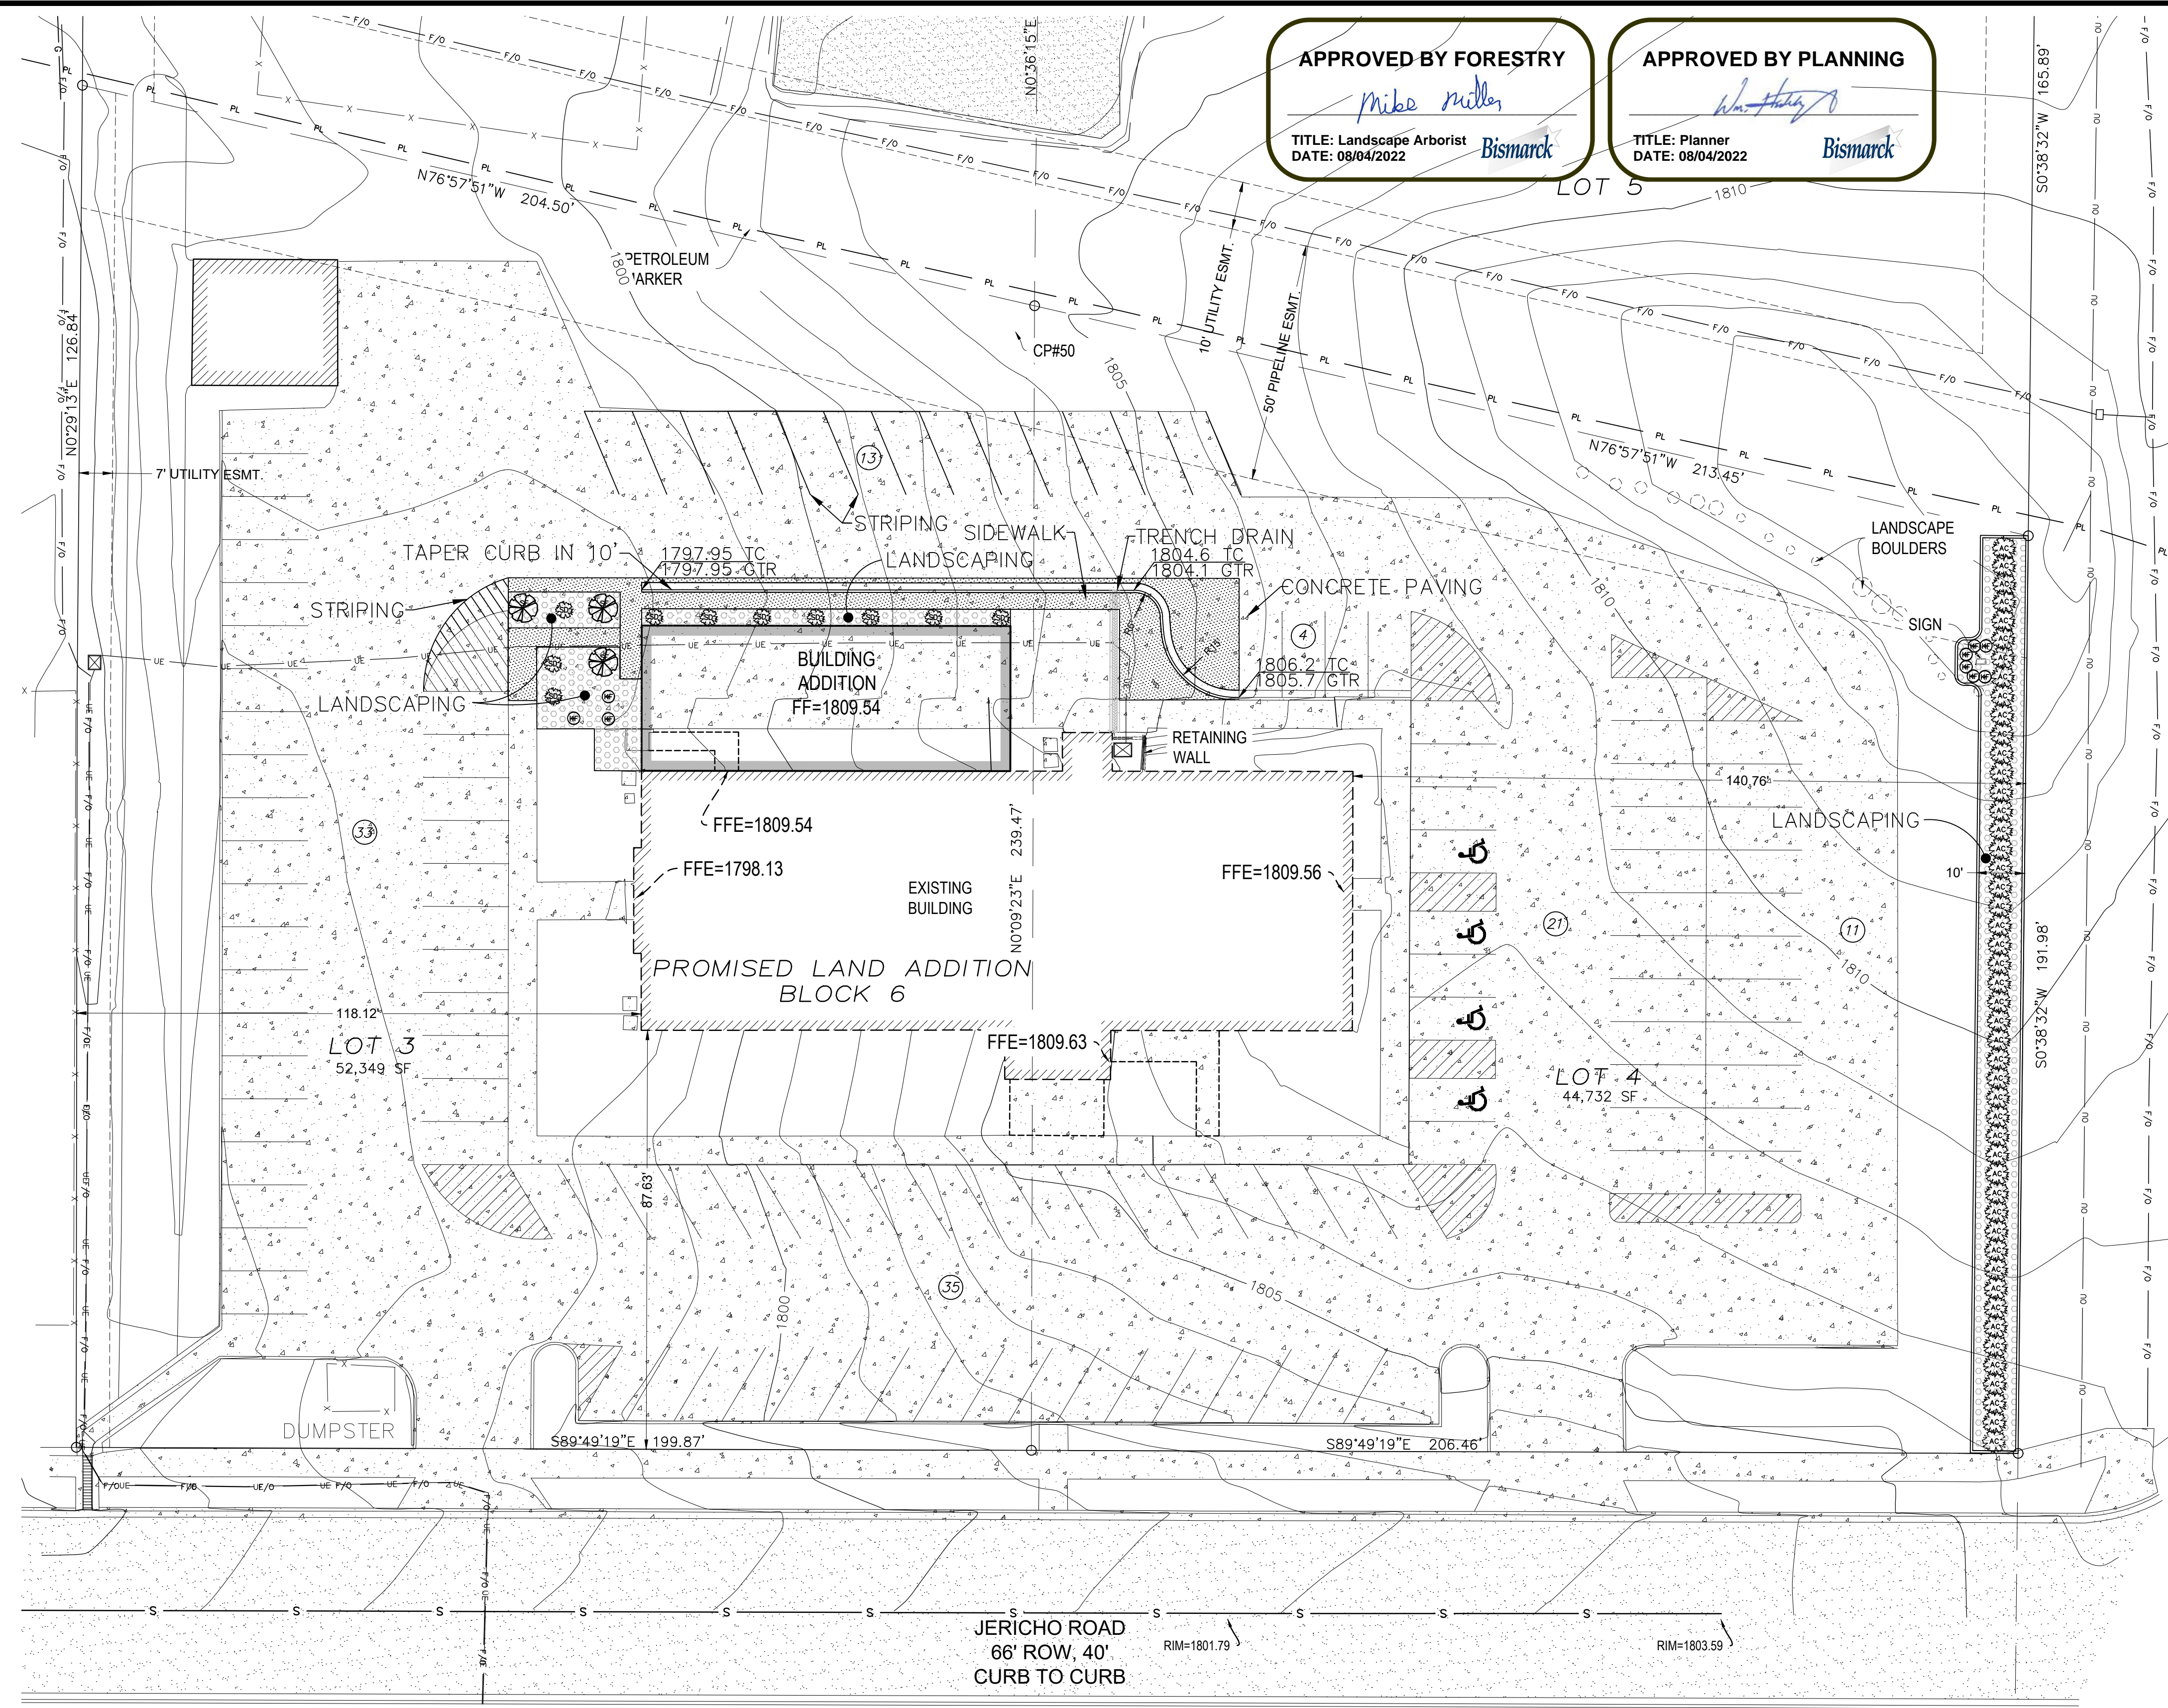 APPROVED BY FORESTRY
Mike Miller
TITLE: Landscape Arborist
DATE: 08/04/2022
Bismarck
APPROVED BY PLANNING
TITLE: Planner
DATE: 08/04/2022
Bismarck
N0°36'15"E
S0°38'32"W 165.89'
LOT 5
1810
N76°57'51"W 204.50'
PETROLEUM
ARKER
1800
CP#50
1805
10' UTILITY ESMT.
50' PIPELINE ESMT.
N0°29'13"E 126.84
7' UTILITY ESMT.
N76°57'51"W 213.45'
LANDSCAPE
BOULDERS
SIGN
13
STRIPING
SIDEWALK
TRENCH DRAIN
TAPER CURB IN 10'
1797.95 TC
1797.95 GTR
LANDSCAPING
1804.6 TC
1804.1 GTR
CONCRETE PAVING
1810
STRIPING
4
R15'
1806.2 TC
1805.7 GTR
BUILDING
ADDITION
FF=1809.54
LANDSCAPING
RETAINING
WALL
140.76'
LANDSCAPING
10'
33
FFE=1809.54
FFE=1798.13
EXISTING
BUILDING
N0°09'23"E 239.47'
FFE=1809.56
21
11
1810
PROMISED LAND ADDITION
BLOCK 6
118.12'
LOT 3
52,349 SF
FFE=1809.63
LOT 4
44,732 SF
S0°38'32"W 191.98'
87.63'
35
1800
1805
DUMPSTER
S89°49'19"E 199.87'
S89°49'19"E 206.46'
S S S S S S S S S S S
JERICHO ROAD
66' ROW, 40'
CURB TO CURB
RIM=1801.79
RIM=1803.59